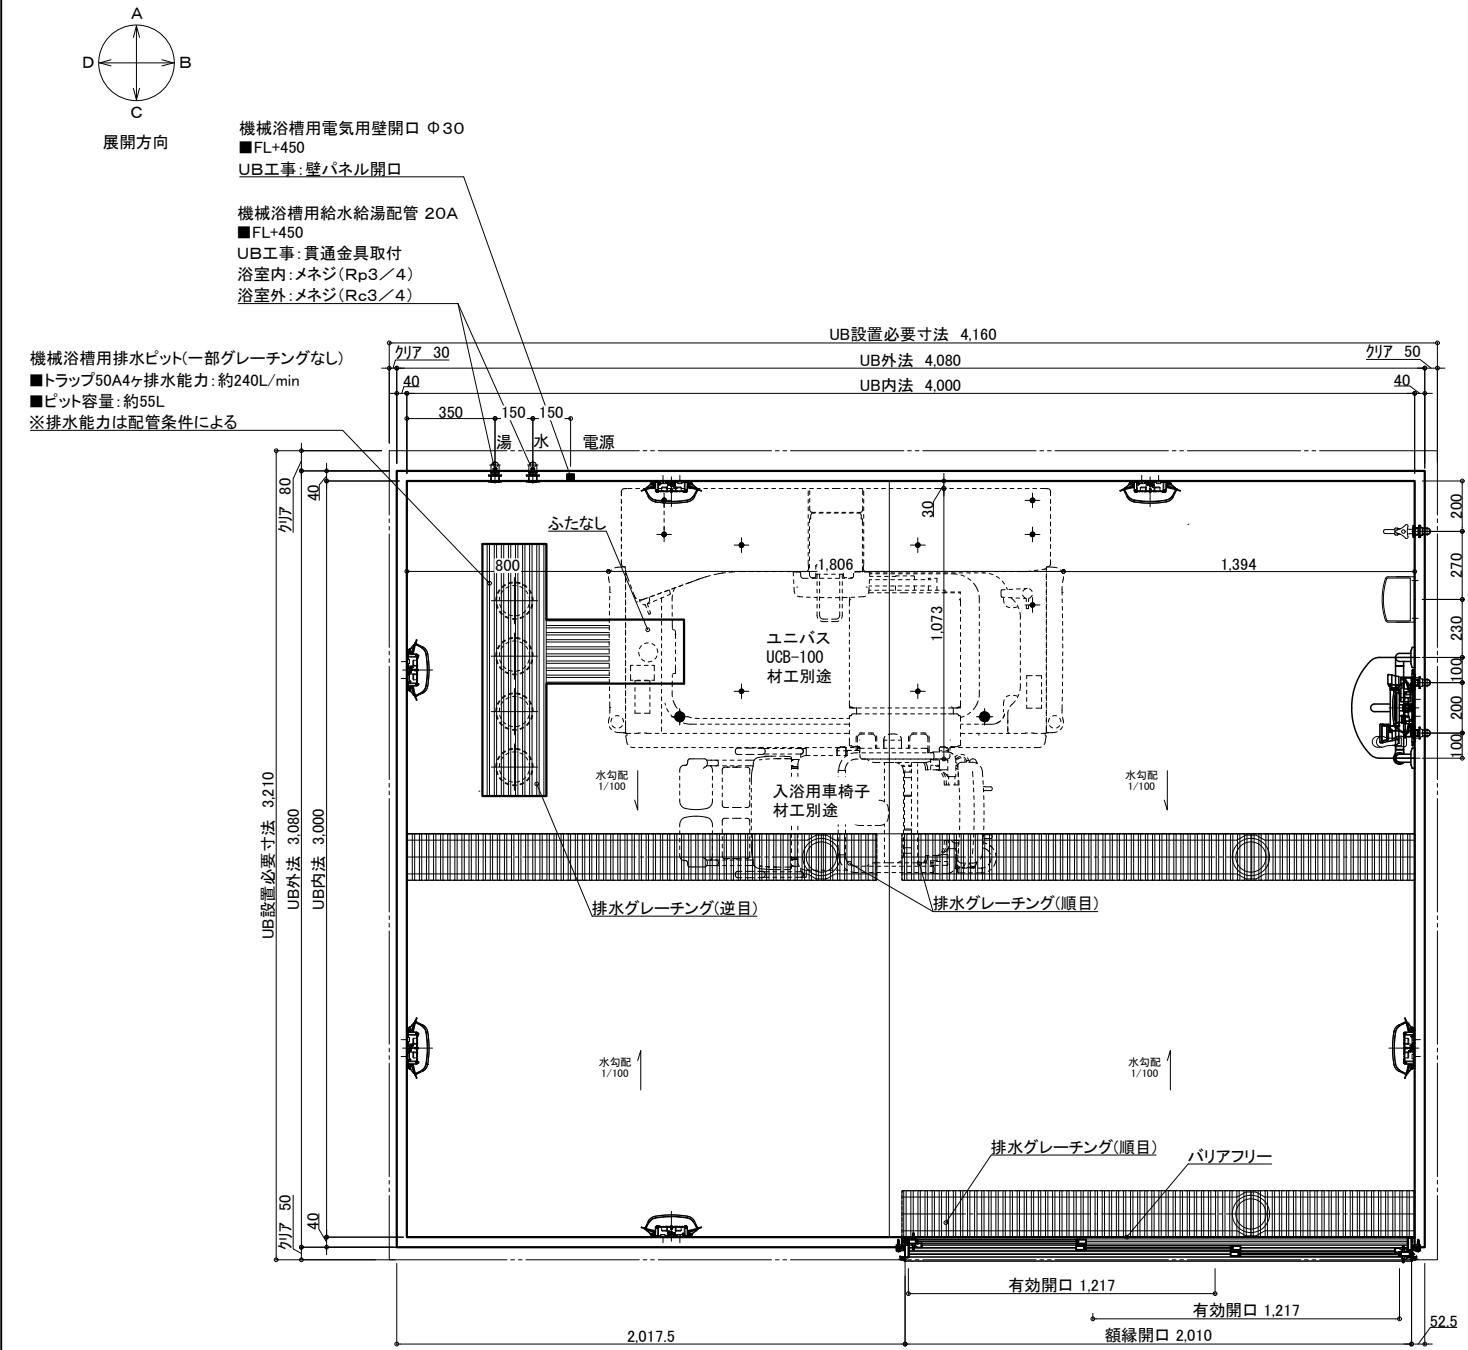 A
D
B
C
展開方向
機械浴槽用電気用壁開口 Φ30
■FL+450
UB工事:壁パネル開口
機械浴槽用給水給湯配管 20A
■FL+450
UB工事:貫通金具取付
浴室内:メネジ(Rp3/4)
浴室外:メネジ(Rc3/4)
機械浴槽用排水ピット(一部グレーチングなし)
■トラップ50A4ヶ排水能力:約240L/min
■ピット容量:約55L
※排水能力は配管条件による
UB設置必要寸法 4,160
クリア 30
UB外法 4,080
クリア 50
40
UB内法 4,000
40
350
150
150
湯
水
電源
クリア 80
40
30
200
ふたなし
800
1,806
1,394
270
1,073
230
ユニバス
UCB-100
材工別途
100
200
100
水勾配
1/100
入浴用車椅子
材工別途
水勾配
1/100
UB設置必要寸法 3,210
UB外法 3,080
UB内法 3,000
排水グレーチング(逆目)
排水グレーチング(順目)
水勾配
1/100
水勾配
1/100
排水グレーチング(順目)
バリアフリー
クリア 50
40
有効開口 1,217
有効開口 1,217
2,017.5
額縁開口 2,010
52.5